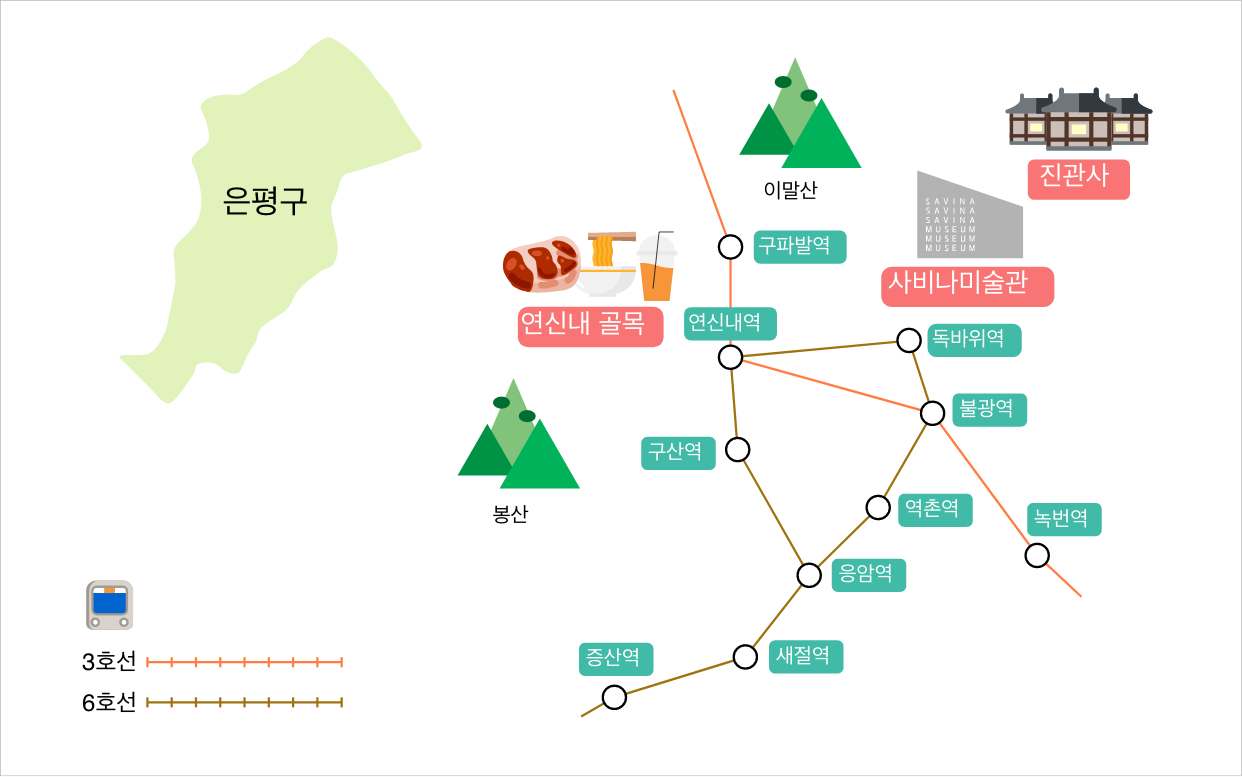 은평구
이말산
진관사
SAVINA
SAVINA
SAVINA
MUSEUM
MUSEUM
MUSEUM
사비나미술관
구파발역
연신내 골목
연신내역
독바위역
불광역
구산역
봉산
역촌역
녹번역
응암역
새절역
증산역
3호선
6호선